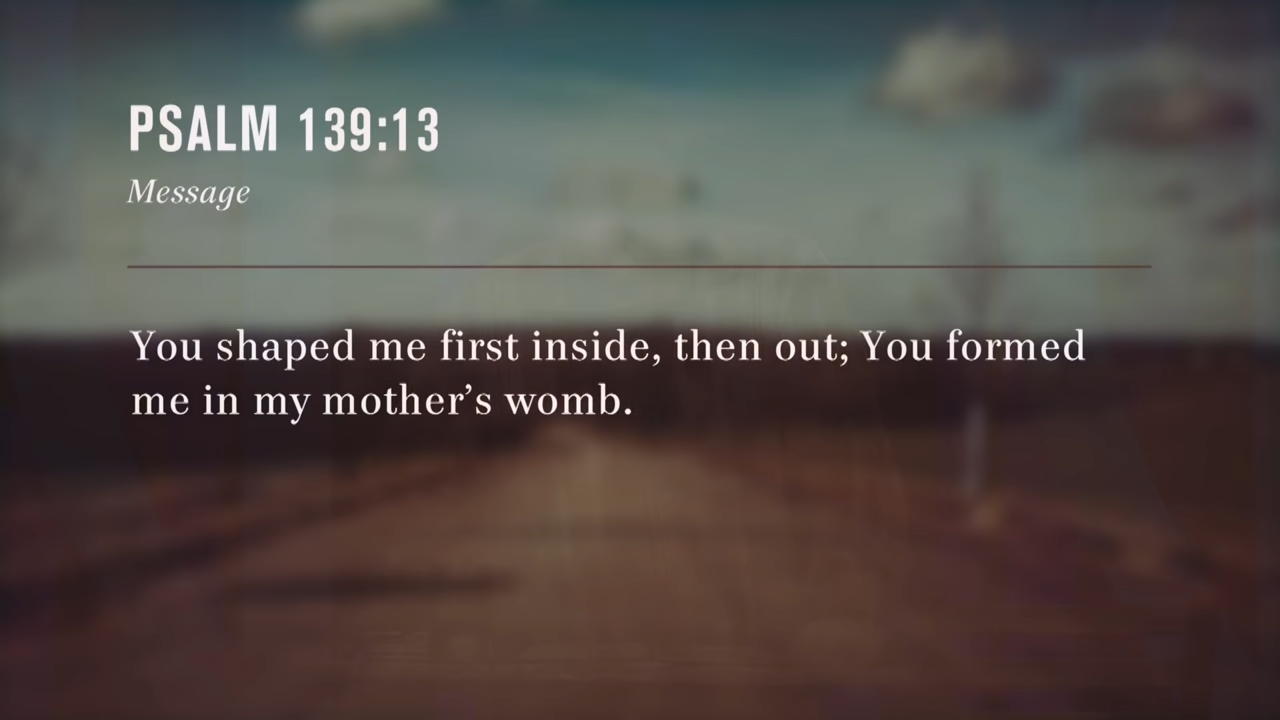 PSALM 139:13
Message
You shaped me first inside, then out; You formed
me in my mother’s womb.